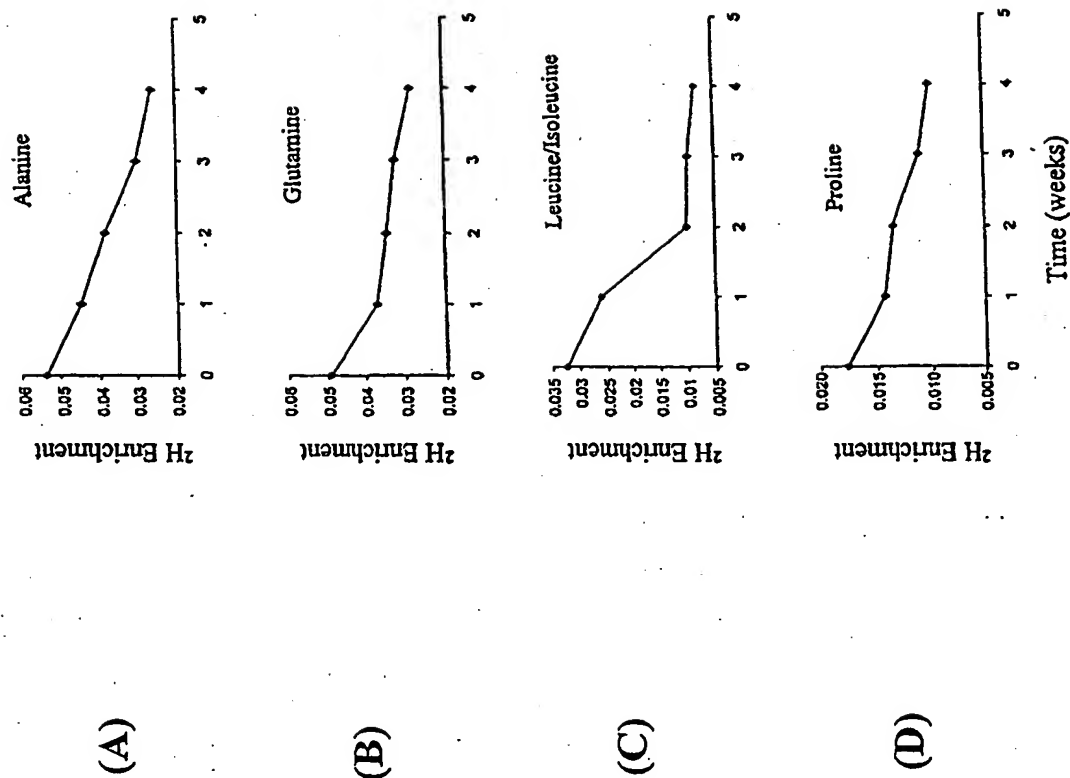 (A)
Alanine
²H Enrichment
0.06
0.05
0.04
0.03
0.02
0 1 2 3 4 5
(B)
Glutamine
²H Enrichment
0.06
0.05
0.04
0.03
0.02
0 1 2 3 4 5
(C)
Leucine/Isoleucine
²H Enrichment
0.035
0.03
0.025
0.02
0.015
0.01
0.005
0 1 2 3 4 5
(D)
Proline
²H Enrichment
0.020
0.015
0.010
0.005
0 1 2 3 4 5
Time (weeks)